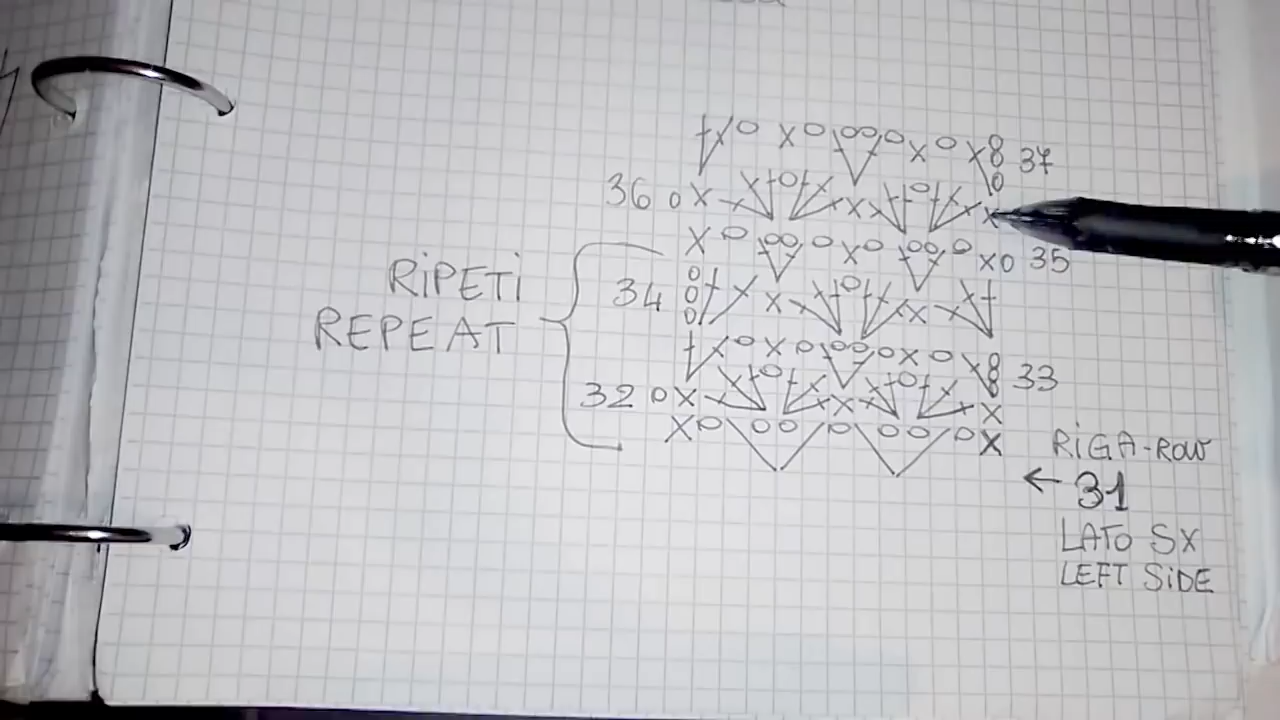 37
36
35
RiPETi
34
REPEAT
33
32
RiGA-ROW
← 31
LATO SX
LEFT SiDE